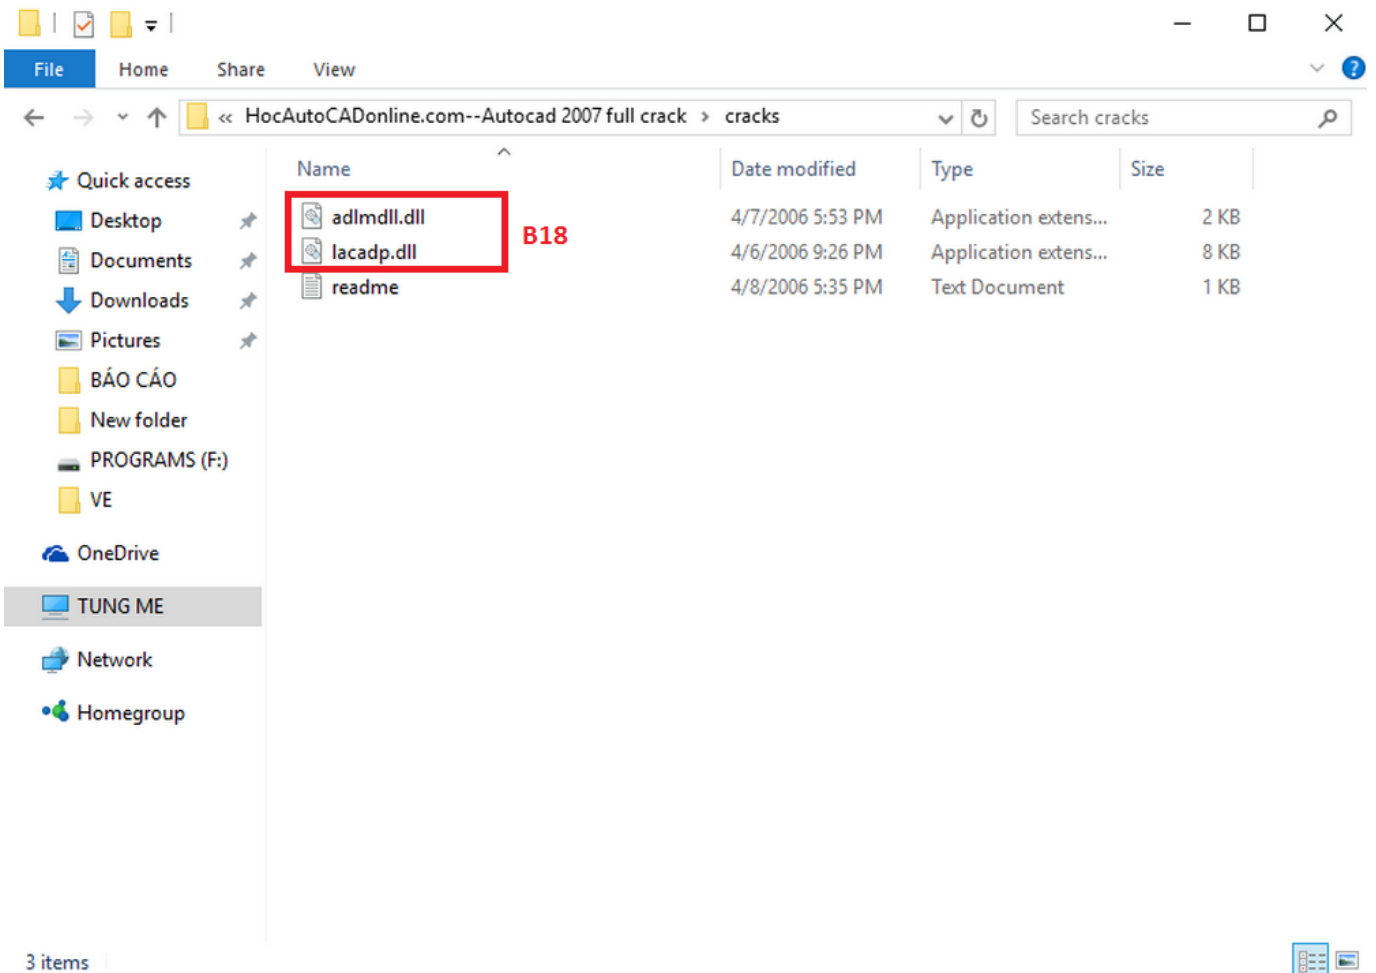 File Home Share View
« HocAutoCADonline.com--Autocad 2007 full crack > cracks Search cracks
Name Date modified Type Size
Quick access
adlmdll.dll 4/7/2006 5:53 PM Application extens... 2 KB
Desktop
B18
lacadp.dll 4/6/2006 9:26 PM Application extens... 8 KB
Documents
readme 4/8/2006 5:35 PM Text Document 1 KB
Downloads
Pictures
BÁO CÁO
New folder
PROGRAMS (F:)
VE
OneDrive
TUNG ME
Network
Homegroup
3 items